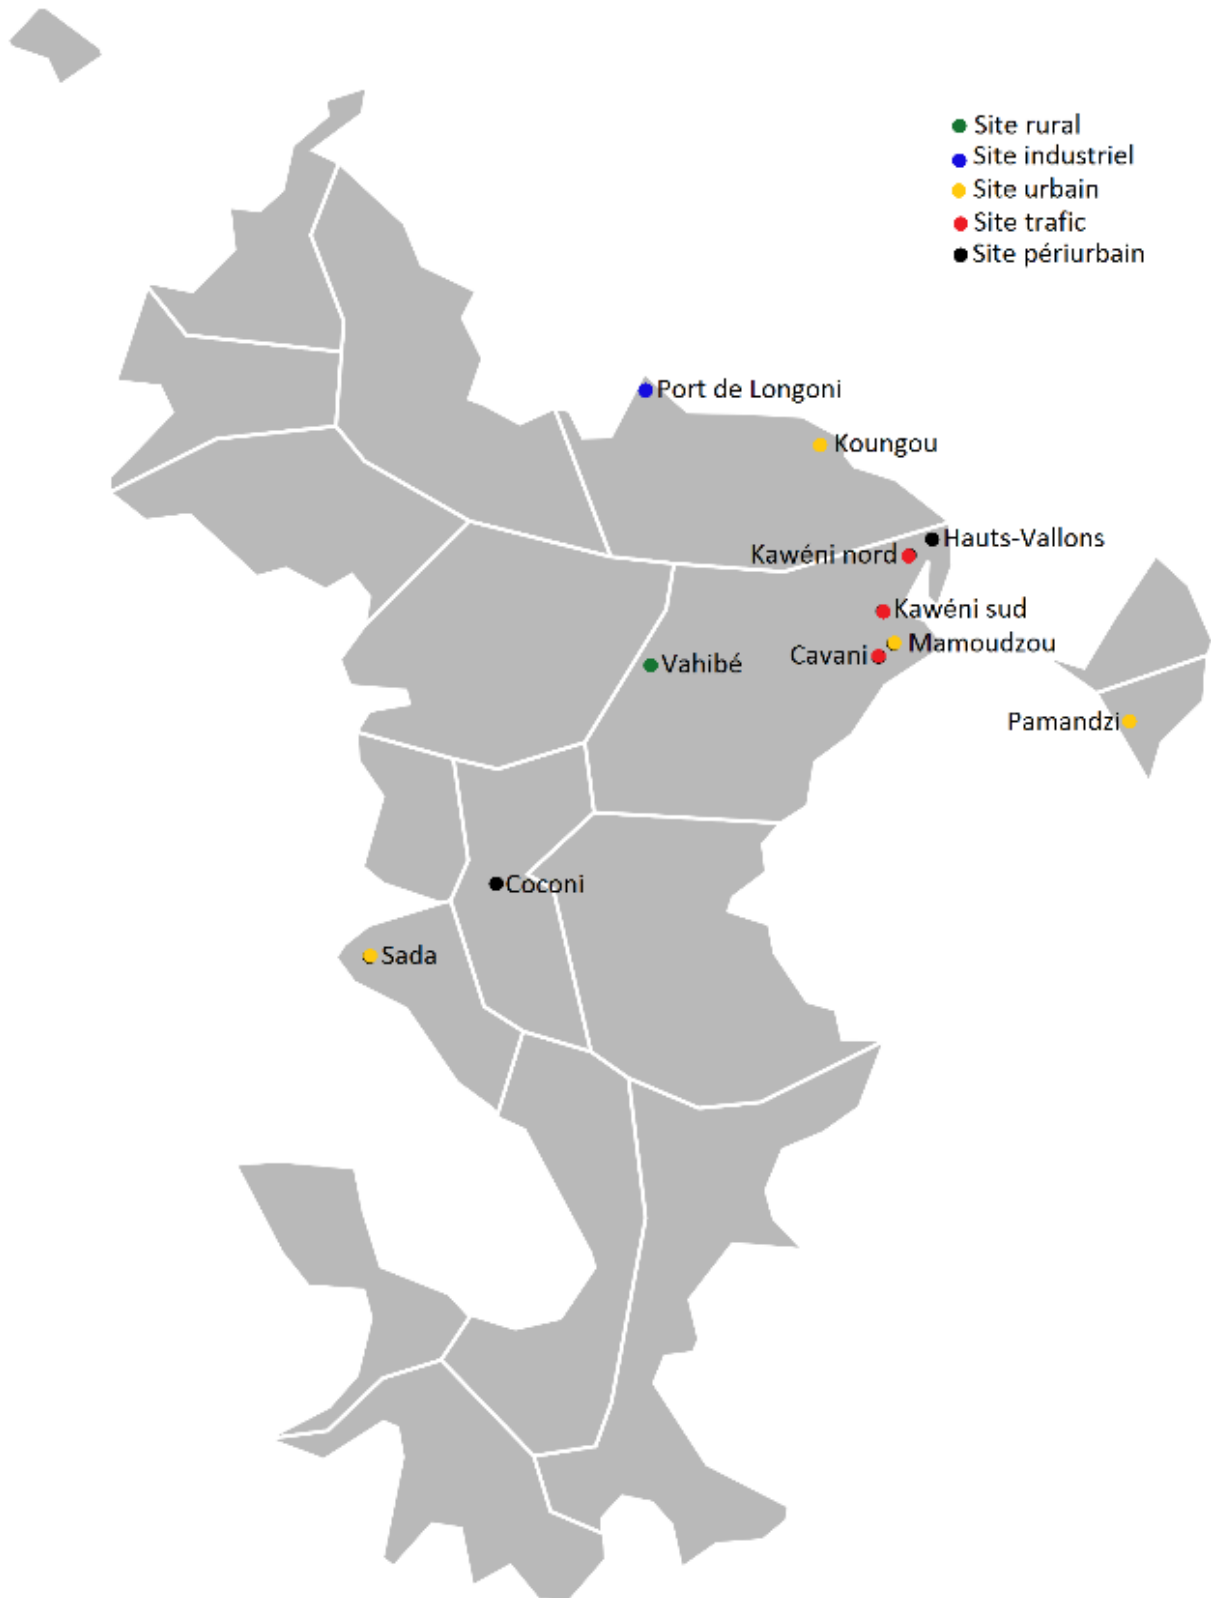 Site rural
Site industriel
Site urbain
Site trafic
Site périurbain
Port de Longoni
Koungou
Hauts-Vallons
Kawéni nord
Kawéni sud
Mamoudzou
Cavani
Vahibé
Pamandzi
Coconi
Sada